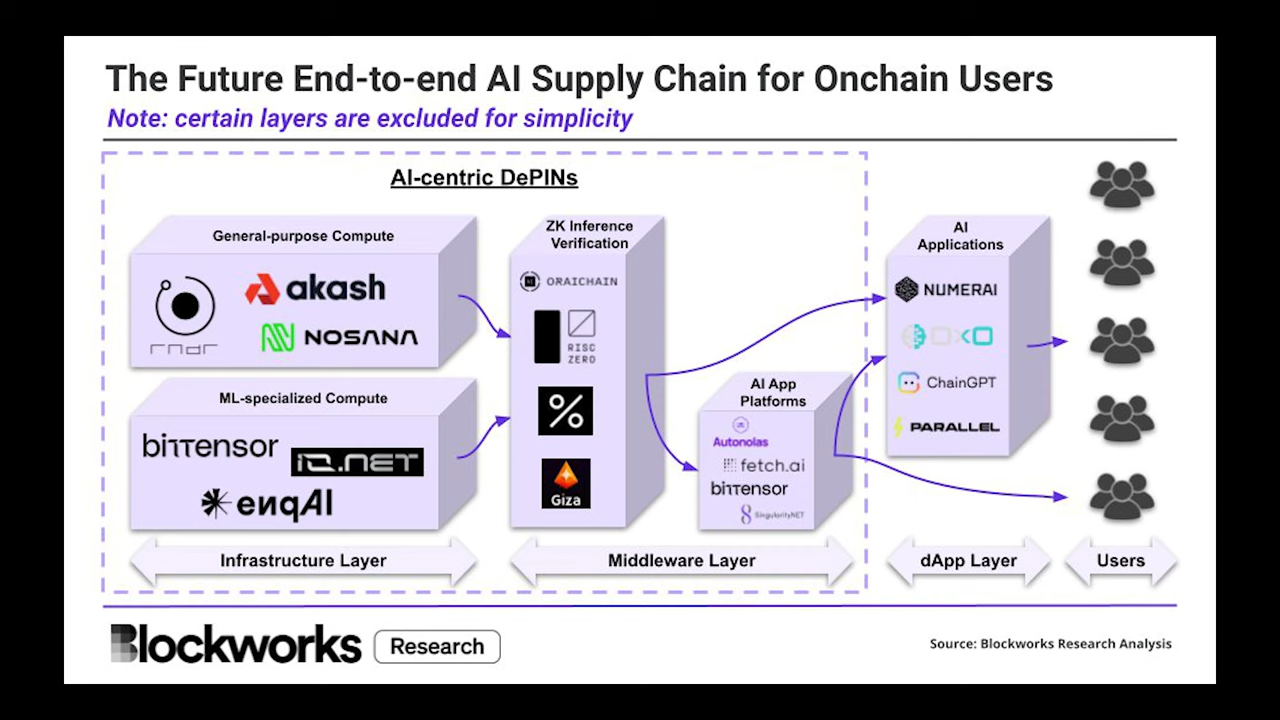 The Future End-to-end AI Supply Chain for Onchain Users
Note: certain layers are excluded for simplicity
AI-centric DePINs
General-purpose Compute
rndr
akash
NOSANA
ML-specialized Compute
bittensor
IO.NET
enqAI
Infrastructure Layer
ZK Inference
Verification
ORAICHAIN
RISC
ZERO
%
Giza
AI App
Platforms
Autonolas
fetch.ai
bittensor
SingularityNET
Middleware Layer
AI
Applications
NUMERAI
0X0
ChainGPT
PARALLEL
dApp Layer
Users
Blockworks
Research
Source: Blockworks Research Analysis